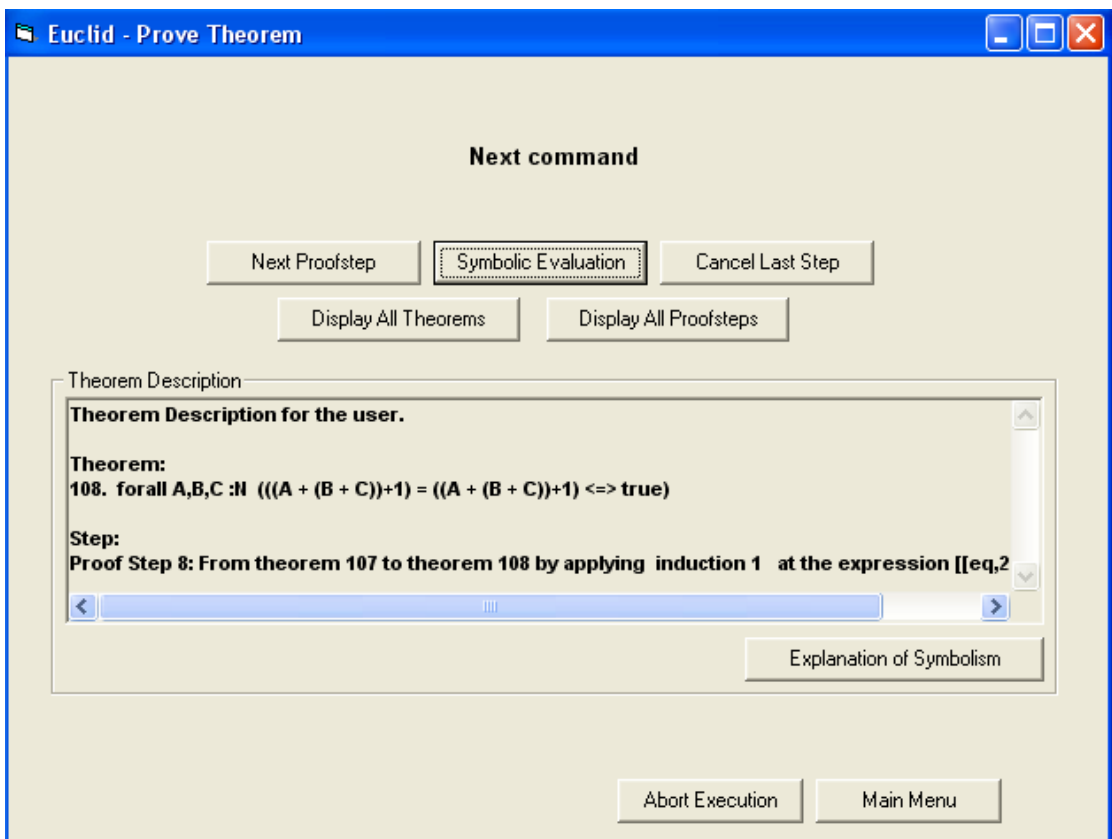 Euclid - Prove Theorem
Next command
Next Proofstep
Symbolic Evaluation
Cancel Last Step
Display All Theorems
Display All Proofsteps
Theorem Description
Theorem Description for the user.
Theorem:
108. forall A,B,C :N (((A + (B + C))+1) = ((A + (B + C))+1) <=> true)
Step:
Proof Step 8: From theorem 107 to theorem 108 by applying induction 1 at the expression [[eq,2
Explanation of Symbolism
Abort Execution
Main Menu